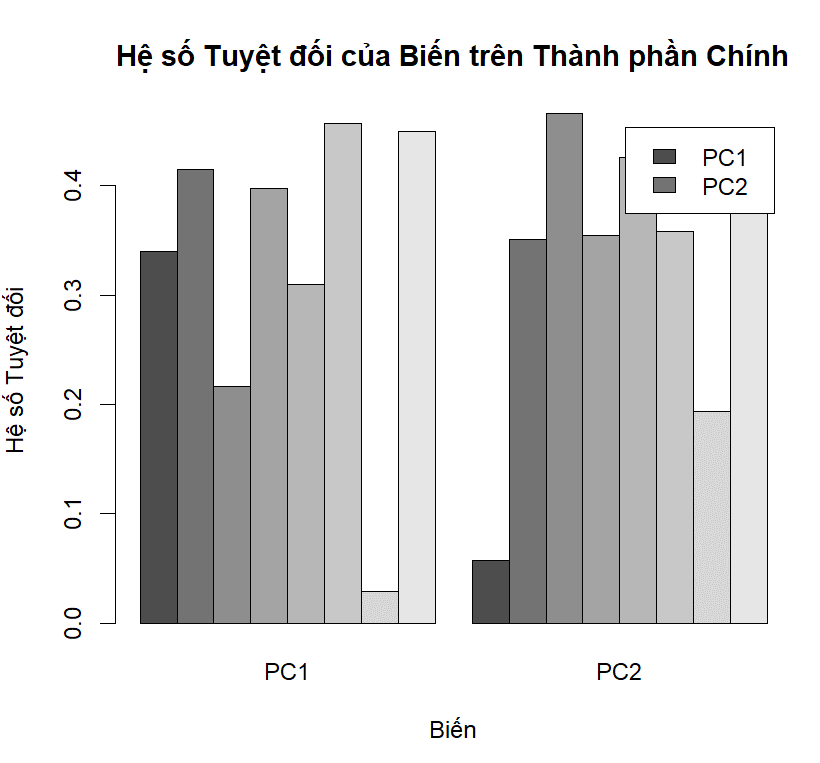 Hệ số Tuyệt đối của Biến trên Thành phần Chính
PC1
PC2
Hệ số Tuyệt đối
0.4
0.3
0.2
0.1
0.0
PC1
PC2
Biến